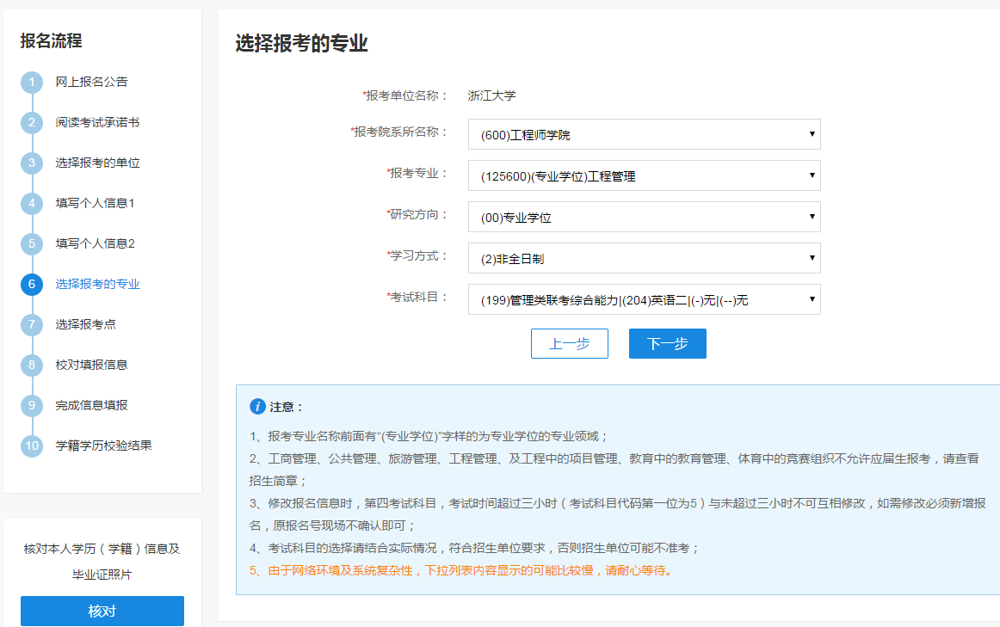 报名流程
1 网上报名公告
2 阅读考试承诺书
3 选择报考的单位
4 填写个人信息1
5 填写个人信息2
6 选择报考的专业
7 选择报考点
8 校对填报信息
9 完成信息填报
10 学籍学历校验结果
核对本人学历（学籍）信息及
毕业证照片
核对
选择报考的专业
*报考单位名称： 浙江大学
*报考院系所名称： (600)工程师学院
*报考专业： (125600)(专业学位)工程管理
*研究方向： (00)专业学位
*学习方式： (2)非全日制
*考试科目： (199)管理类联考综合能力|(204)英语二|(-)无|(--)无
上一步 下一步
i 注意：
1、报考专业名称前面有“(专业学位)”字样的为专业学位的专业领域；
2、工商管理、公共管理、旅游管理、工程管理、及工程中的项目管理、教育中的教育管理、体育中的竞赛组织不允许应届生报考，请查看
招生简章；
3、修改报名信息时，第四考试科目，考试时间超过三小时（考试科目代码第一位为5）与未超过三小时不可互相修改，如需修改必须新增报
名，原报名号现场不确认即可；
4、考试科目的选择请结合实际情况，符合招生单位要求，否则招生单位可能不准考；
5、由于网络环境及系统复杂性，下拉列表内容显示的可能比较慢，请耐心等待。